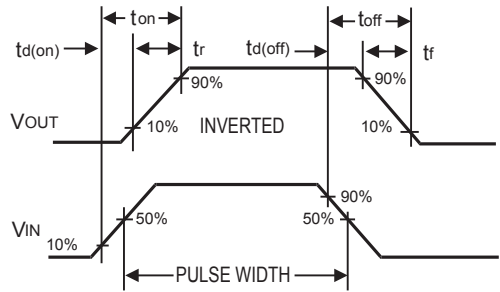 ton
toff
td(on)
tr
td(off)
tf
90%
90%
VOUT
10%
INVERTED
10%
90%
50%
50%
VIN
10%
PULSE WIDTH